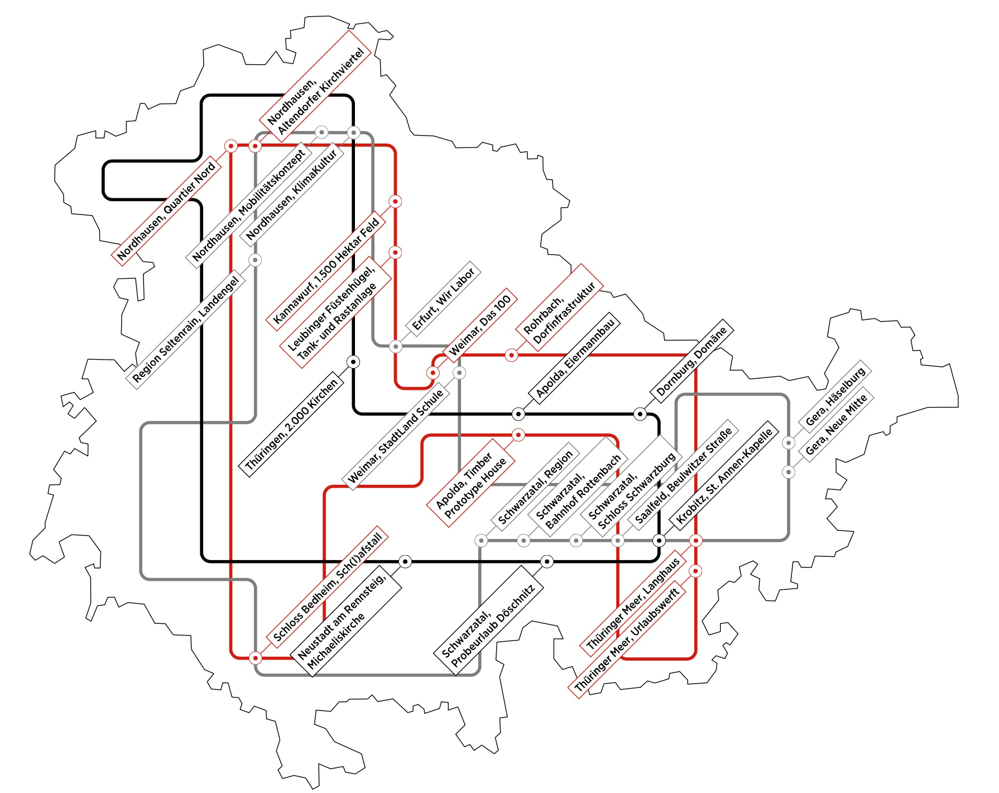 Nordhausen,
Altendorfer Kirchviertel
Nordhausen, Quartier Nord
Nordhausen, Mobilitätskonzept
Nordhausen, KlimaKultur
Region Seltenrain, Landengel
Kannawurf, 1.500 Hektar Feld
Leubinger Füstenhügel,
Tank- und Rastanlage
Erfurt, Wir Labor
Weimar, Das 100
Rohrbach,
Dorfinfrastruktur
Apolda, Eiermannbau
Dornburg, Domäne
Thüringen, 2.000 Kirchen
Weimar, StadtLand Schule
Gera, Häselburg
Gera, Neue Mitte
Apolda, Timber
Prototype House
Schwarzatal, Region
Schwarzatal,
Bahnhof Rottenbach
Schwarzatal,
Schloss Schwarzburg
Saalfeld, Beulwitzer Straße
Krobitz, St. Annen-Kapelle
Schloss Bedheim, Sch(l)afstall
Neustadt am Rennsteig,
Michaeliskirche
Schwarzatal,
Probeurlaub Döschnitz
Thüringer Meer, Langhaus
Thüringer Meer, Urlaubswerft